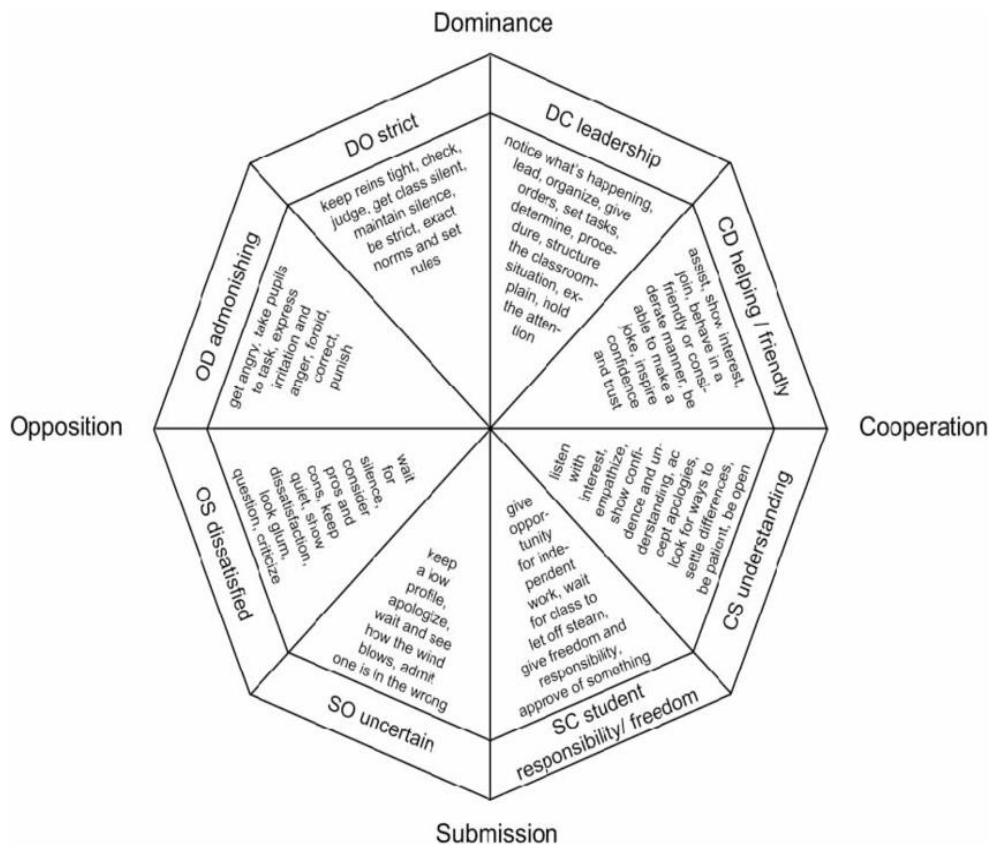 Dominance
DO strict
keep reins tight, check,
judge, get class silent,
maintain silence,
be strict, exact
norms and set
rules
DC leadership
notice what's happening,
lead, organize, give
orders, set tasks,
determine, proce-
dure, structure
the classroom-
situation, ex-
plain, hold
the atten-
tion
OD admonishing
get angry, take pupils
to task, express
irritation and
anger, forbid,
correct,
punish
CD helping / friendly
assist, show interest,
join, behave in a
friendly or consi-
derate manner, be
able to make a
joke, inspire
confidence
and trust
Opposition
Cooperation
OS dissatisfied
wait
for
silence,
consider
pros and
cons, keep
quiet, show
dissatisfaction,
look glum,
question, criticize
CS understanding
listen
with
interest,
empathize,
show confi-
dence and un-
derstanding, ac
cept apologies,
look for ways to
settle differences,
be patient, be open
SO uncertain
keep
a low
profile,
apologize,
wait and see
how the wind
blows, admit
one is in the wrong
SC student
responsibility/ freedom
give
oppor-
tunity
for inde-
pendent
work, wait
for class to
let off steam,
give freedom and
responsibility,
approve of something
Submission